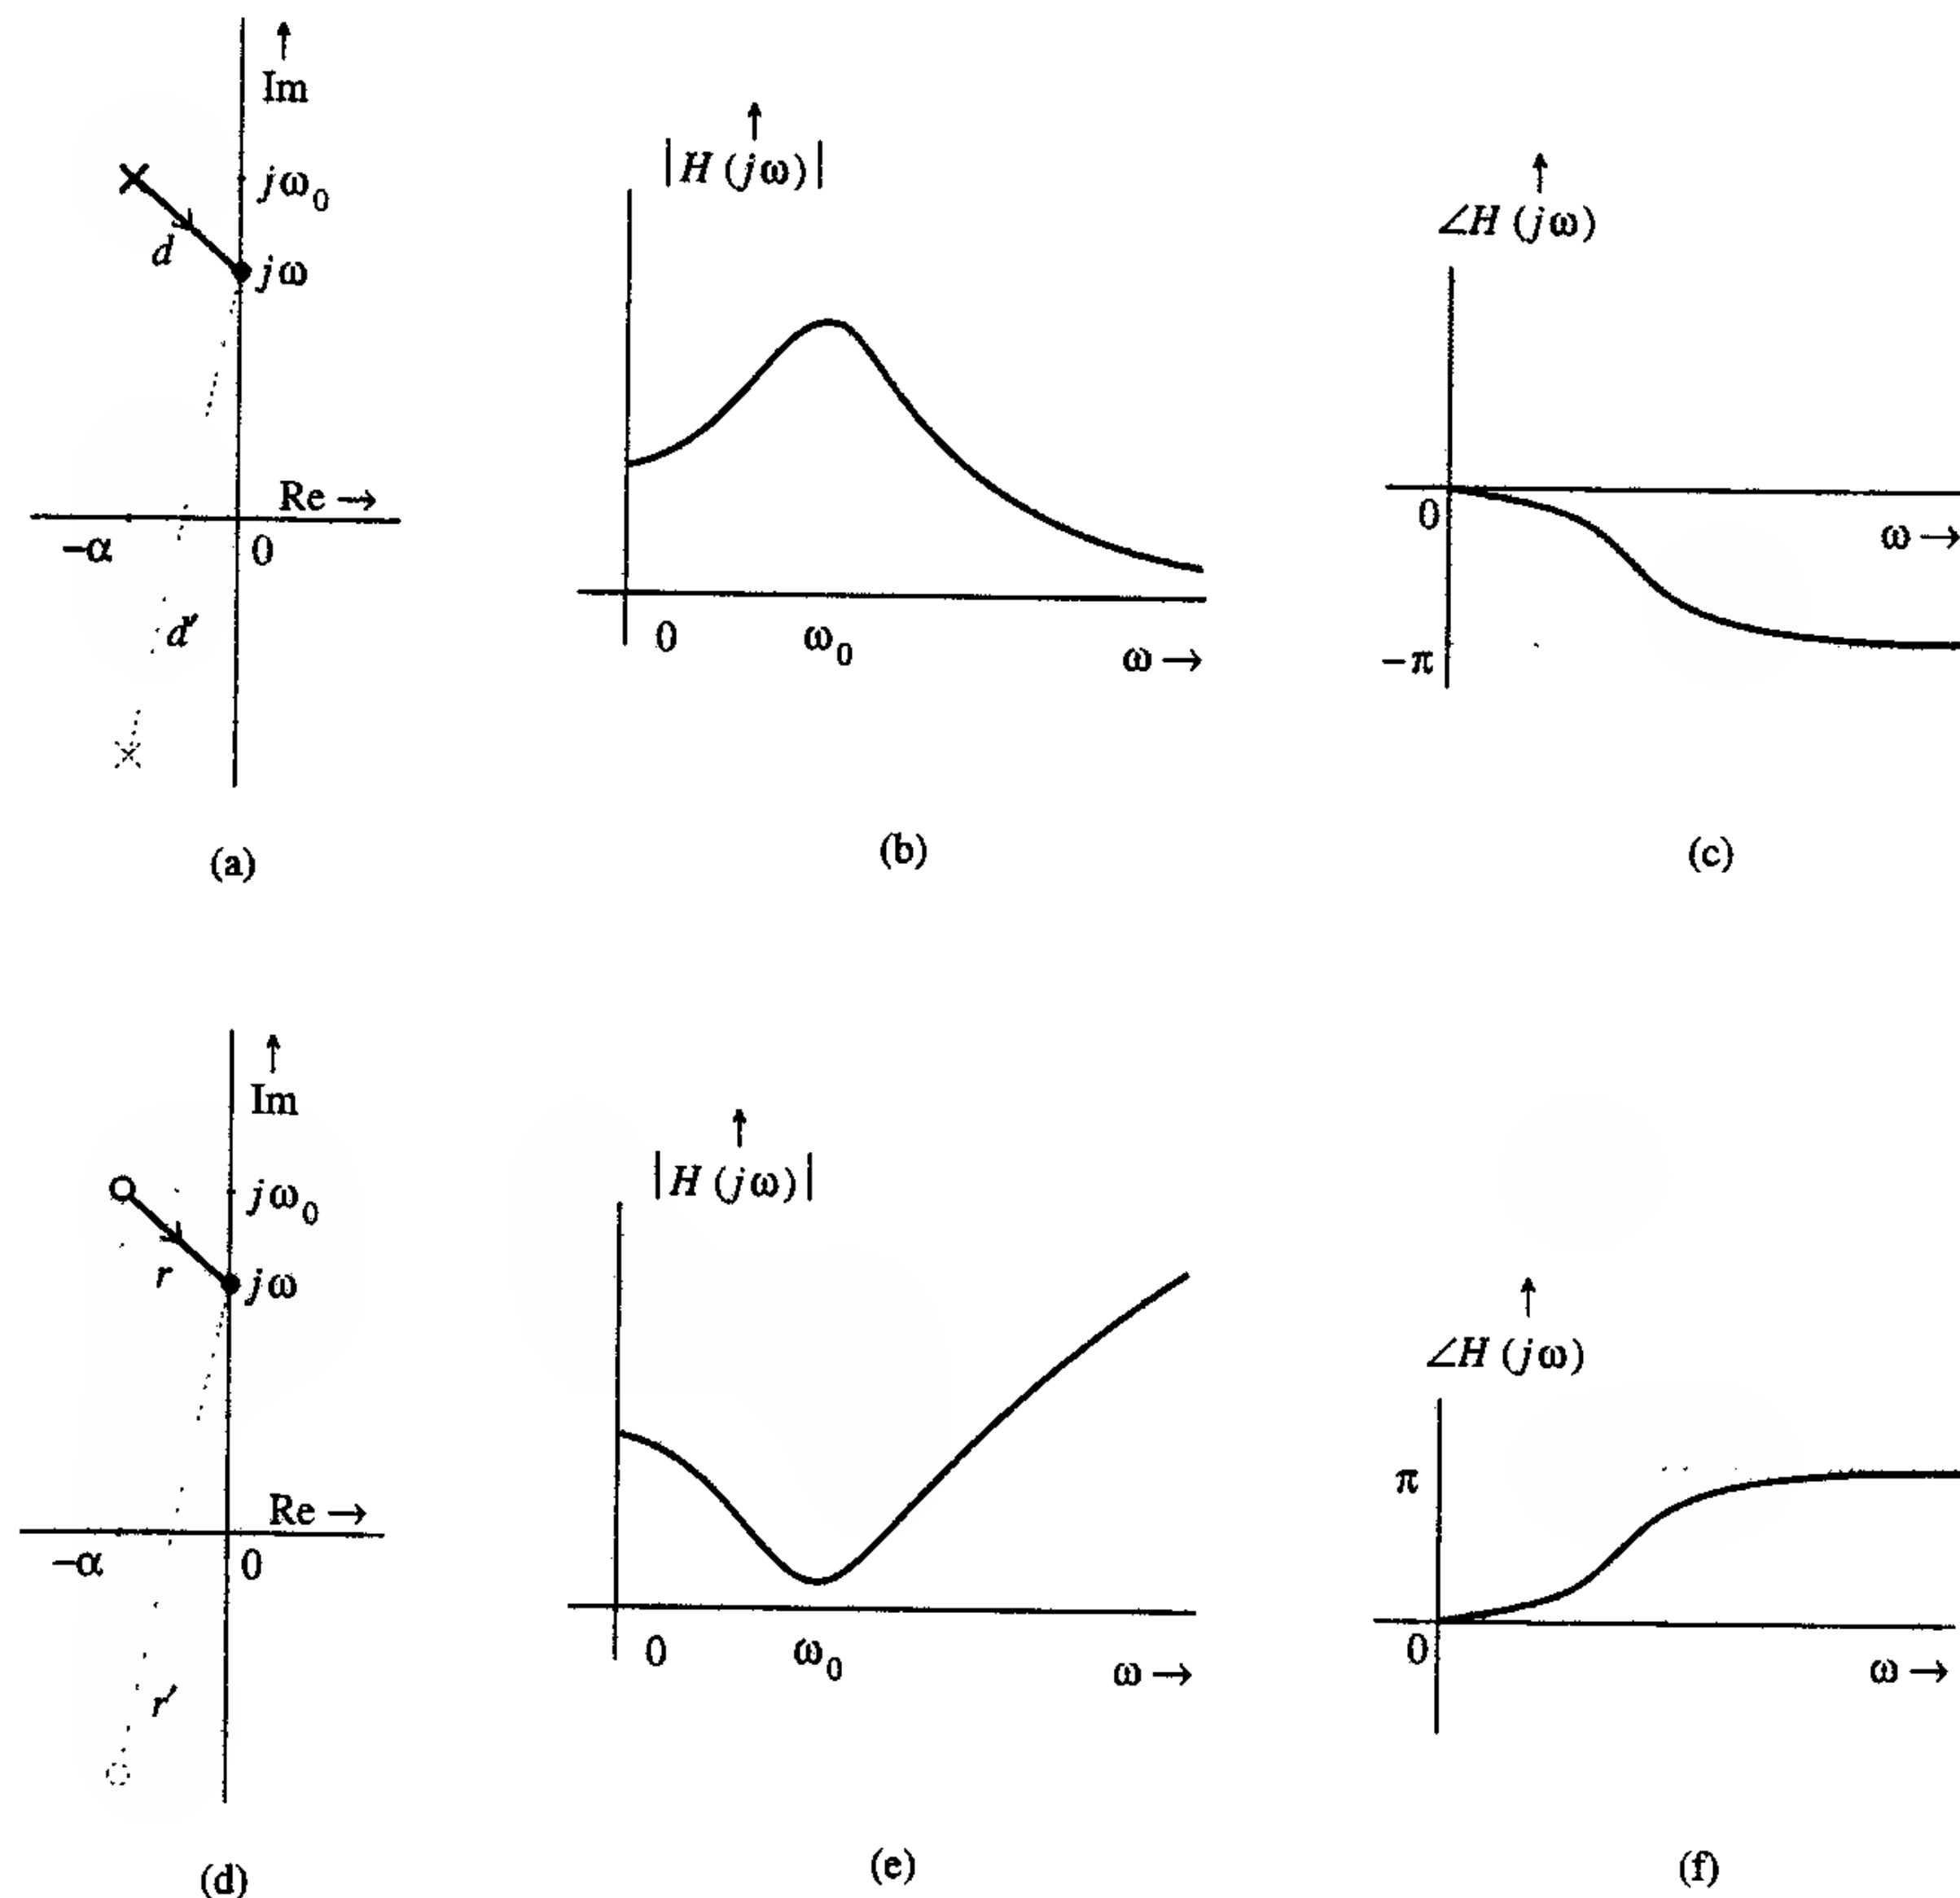 ↑
Im
jω₀
d
jω
Re →
−α
0
d′
(a)
↑
|H (jω)|
0
ω₀
ω →
(b)
↑
∠H (jω)
0
ω →
−π
(c)
↑
Im
jω₀
r
jω
Re →
−α
0
r′
(d)
↑
|H (jω)|
0
ω₀
ω →
(e)
↑
∠H (jω)
π
0
ω →
(f)